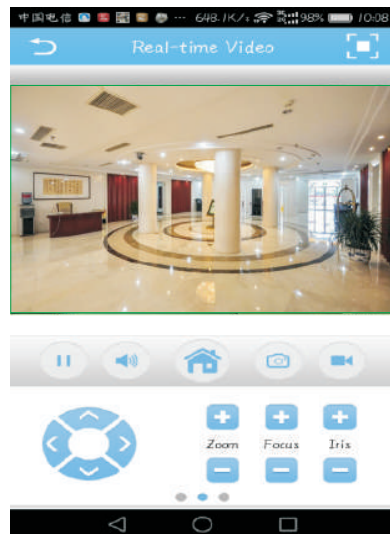 中国电信 ··· 648.1K/s 98% 10:08
Real-time Video
Zoom Focus Iris